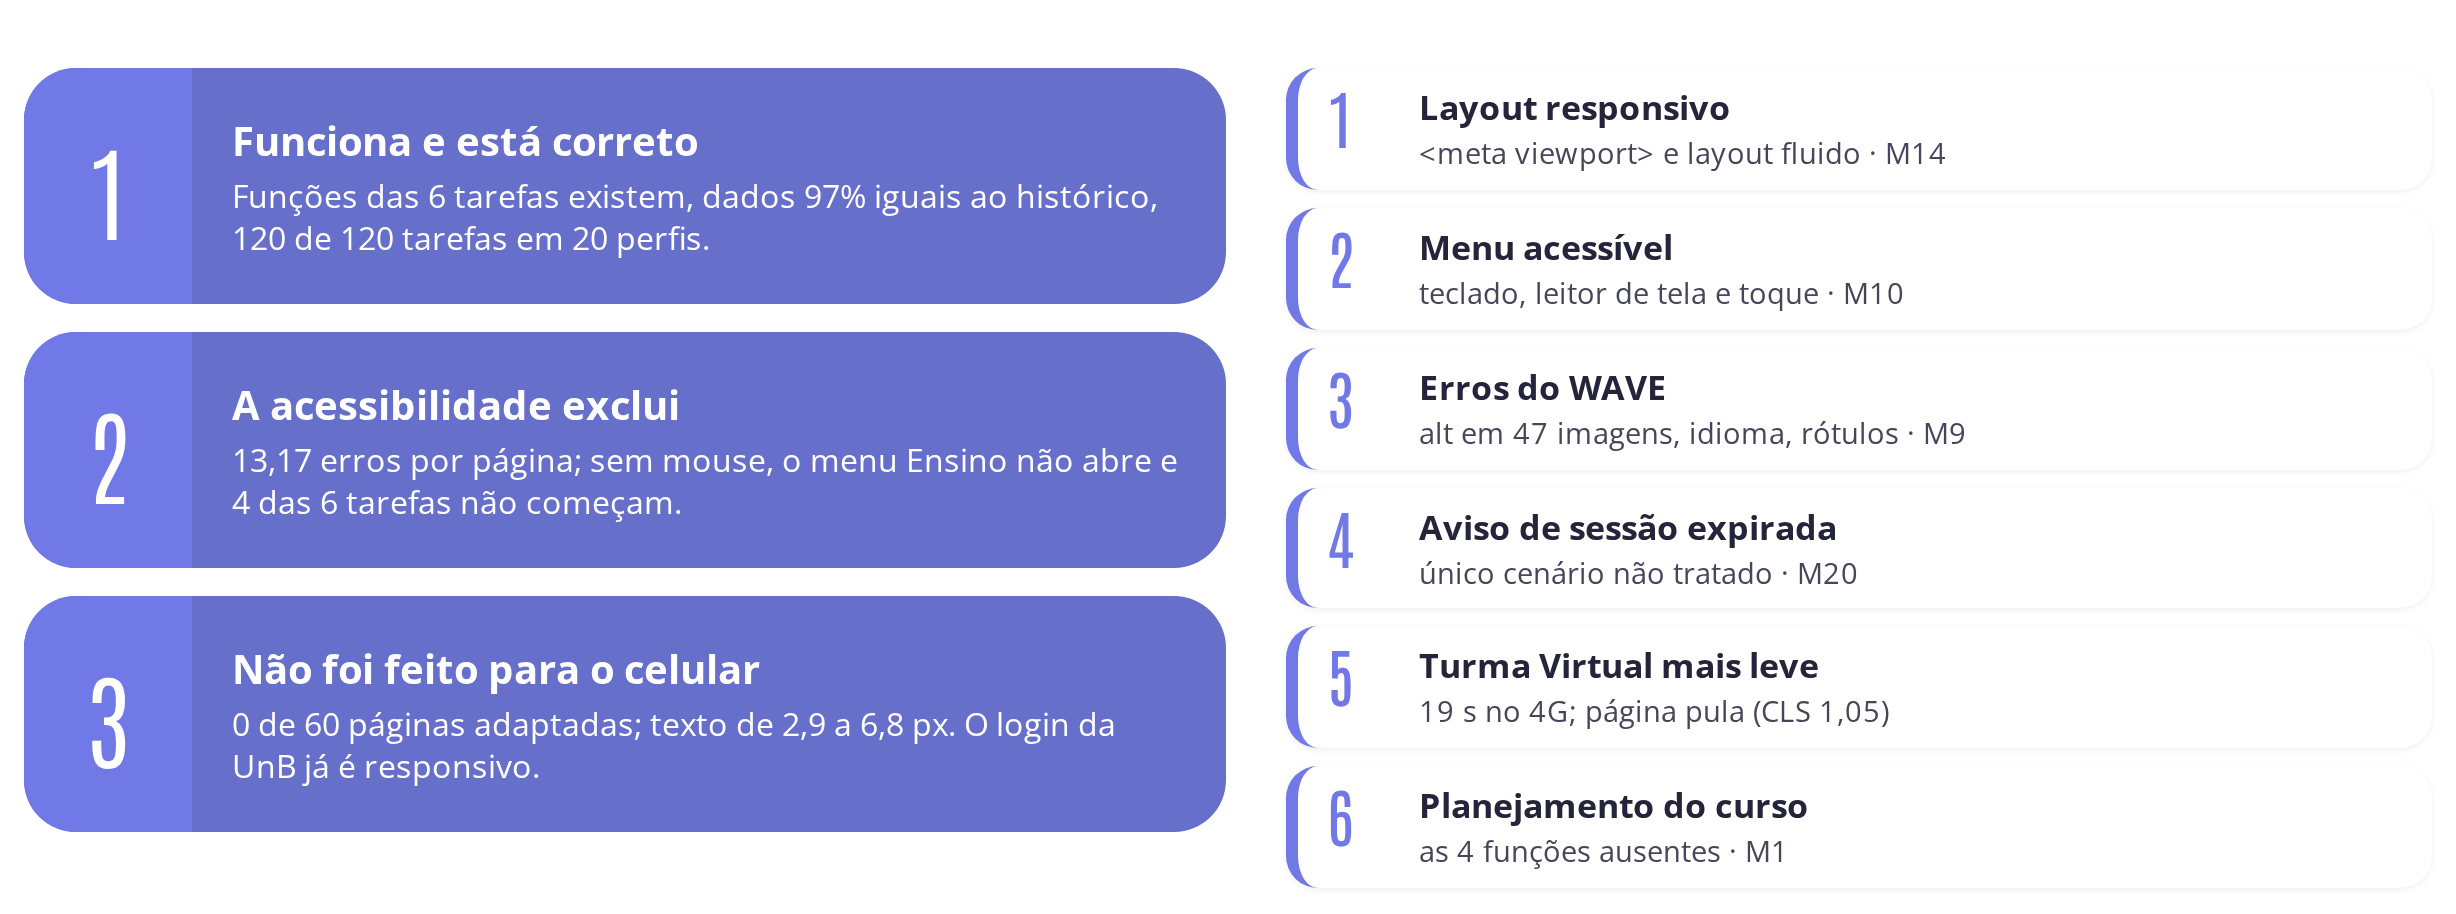 1
Funciona e está correto
Funções das 6 tarefas existem, dados 97% iguais ao histórico,
120 de 120 tarefas em 20 perfis.
2
A acessibilidade exclui
13,17 erros por página; sem mouse, o menu Ensino não abre e
4 das 6 tarefas não começam.
3
Não foi feito para o celular
0 de 60 páginas adaptadas; texto de 2,9 a 6,8 px. O login da
UnB já é responsivo.
1
Layout responsivo
<meta viewport> e layout fluido · M14
2
Menu acessível
teclado, leitor de tela e toque · M10
3
Erros do WAVE
alt em 47 imagens, idioma, rótulos · M9
4
Aviso de sessão expirada
único cenário não tratado · M20
5
Turma Virtual mais leve
19 s no 4G; página pula (CLS 1,05)
6
Planejamento do curso
as 4 funções ausentes · M1